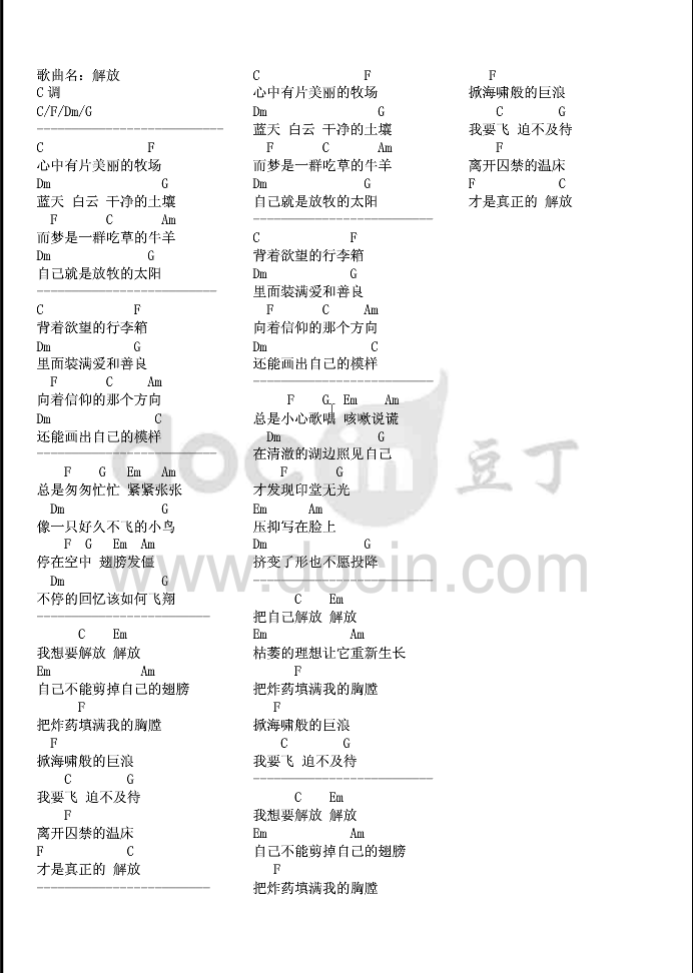 歌曲名：解放
C 调
C/F/Dm/G
---------------------------
C F
心中有片美丽的牧场
Dm G
蓝天 白云 干净的土壤
F C Am
而梦是一群吃草的牛羊
Dm G
自己就是放牧的太阳
--------------------------
C F
背着欲望的行李箱
Dm G
里面装满爱和善良
F C Am
向着信仰的那个方向
Dm C
还能画出自己的模样
--------------------------
F G Em Am
总是匆匆忙忙 紧紧张张
Dm G
像一只好久不飞的小鸟
F G Em Am
停在空中 翅膀发僵
Dm G
不停的回忆该如何飞翔
-------------------------
C Em
我想要解放 解放
Em Am
自己不能剪掉自己的翅膀
F
把炸药填满我的胸膛
F
掀海啸般的巨浪
C G
我要飞 迫不及待
F
离开囚禁的温床
F C
才是真正的 解放
-------------------------
C F
心中有片美丽的牧场
Dm G
蓝天 白云 干净的土壤
F C Am
而梦是一群吃草的牛羊
Dm G
自己就是放牧的太阳
--------------------------
C F
背着欲望的行李箱
Dm G
里面装满爱和善良
F C Am
向着信仰的那个方向
Dm C
还能画出自己的模样
--------------------------
F G Em Am
总是小心歌唱 咳嗽说谎
Dm G
在清澈的湖边照见自己
F G
才发现印堂无光
Em Am
压抑写在脸上
Dm G
挤变了形也不愿投降
--------------------------
C Em
把自己解放 解放
Em Am
枯萎的理想让它重新生长
F
把炸药填满我的胸膛
F
掀海啸般的巨浪
C G
我要飞 迫不及待
--------------------------
C Em
我想要解放 解放
Em Am
自己不能剪掉自己的翅膀
F
把炸药填满我的胸膛
F
掀海啸般的巨浪
C G
我要飞 迫不及待
F
离开囚禁的温床
F C
才是真正的 解放
docin 豆丁
www.docin.com